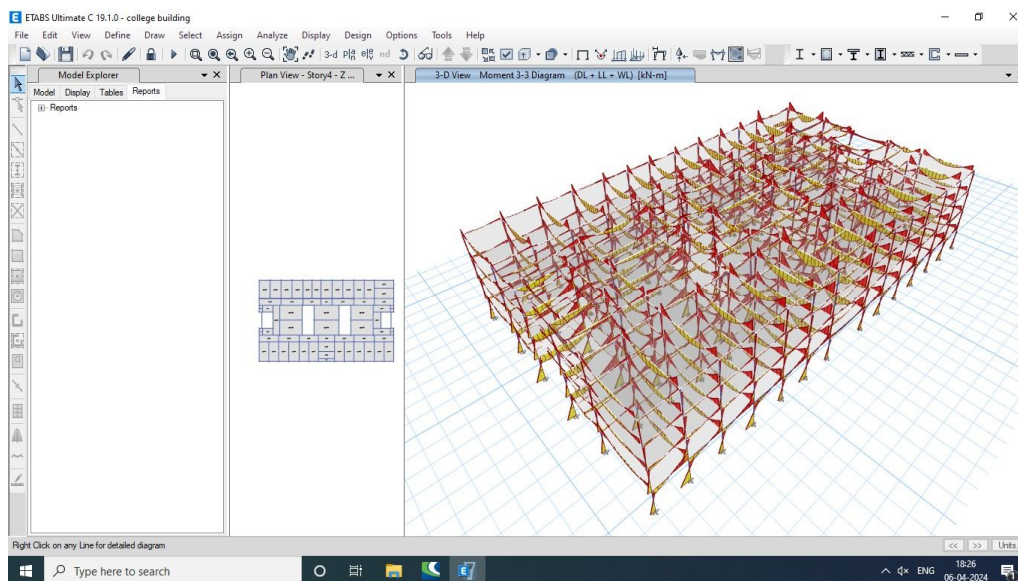 ETABS Ultimate C 19.1.0 - college building
File Edit View Define Draw Select Assign Analyze Display Design Options Tools Help
3-d nd
Model Explorer
Plan View - Story4 - Z ...
3-D View Moment 3-3 Diagram (DL + LL + WL) [kN-m]
Model Display Tables Reports
Reports
Right Click on any Line for detailed diagram
<< >> Units
Type here to search
ENG
18:26
06-04-2024